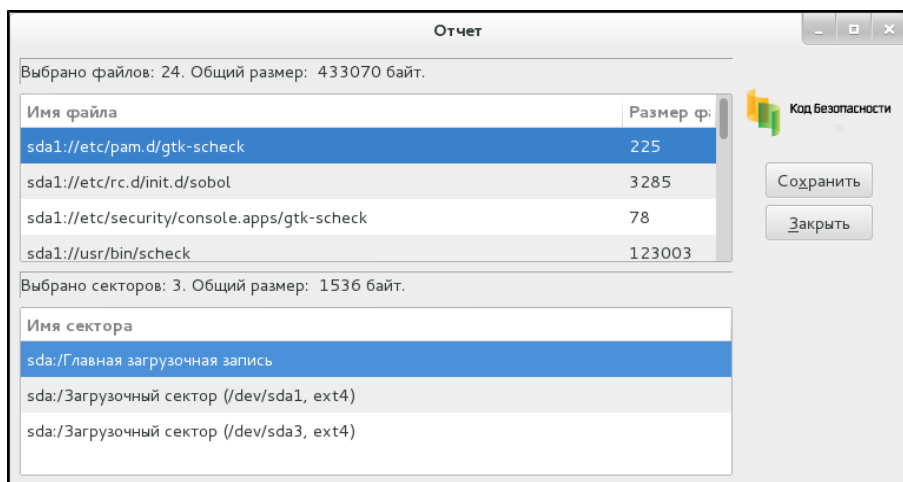 Отчет
Выбрано файлов: 24. Общий размер: 433070 байт.
Имя файла Размер фа
sda1://etc/pam.d/gtk-scheck 225
sda1://etc/rc.d/init.d/sobol 3285
sda1://etc/security/console.apps/gtk-scheck 78
sda1://usr/bin/scheck 123003
Код Безопасности
Сохранить
Закрыть
Выбрано секторов: 3. Общий размер: 1536 байт.
Имя сектора
sda:/Главная загрузочная запись
sda:/Загрузочный сектор (/dev/sda1, ext4)
sda:/Загрузочный сектор (/dev/sda3, ext4)